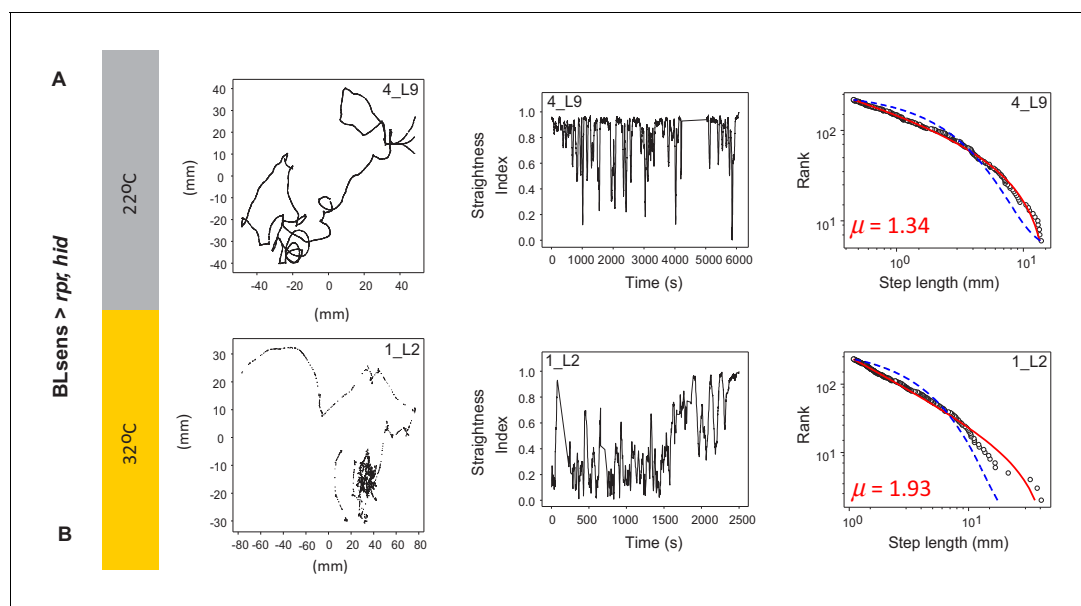 A
BLsens > rpr, hid
22°C
32°C
B
4_L9
(mm)
40
30
20
10
0
-10
-20
-30
-40
-40
-20
0
20
40
(mm)
4_L9
Straightness
Index
1.0
0.8
0.6
0.4
0.2
0.0
0 1000 2000 3000 4000 5000 6000
Time (s)
4_L9
Rank
10²
10¹
μ = 1.34
10⁰ 10¹
Step length (mm)
1_L2
(mm)
30
20
10
0
-10
-20
-30
-80 -60 -40 -20 0 20 40 60 80
(mm)
1_L2
Straightness
Index
1.0
0.8
0.6
0.4
0.2
0.0
0 500 1000 1500 2000 2500
Time (s)
1_L2
Rank
10²
10¹
μ = 1.93
10⁰ 10¹
Step length (mm)